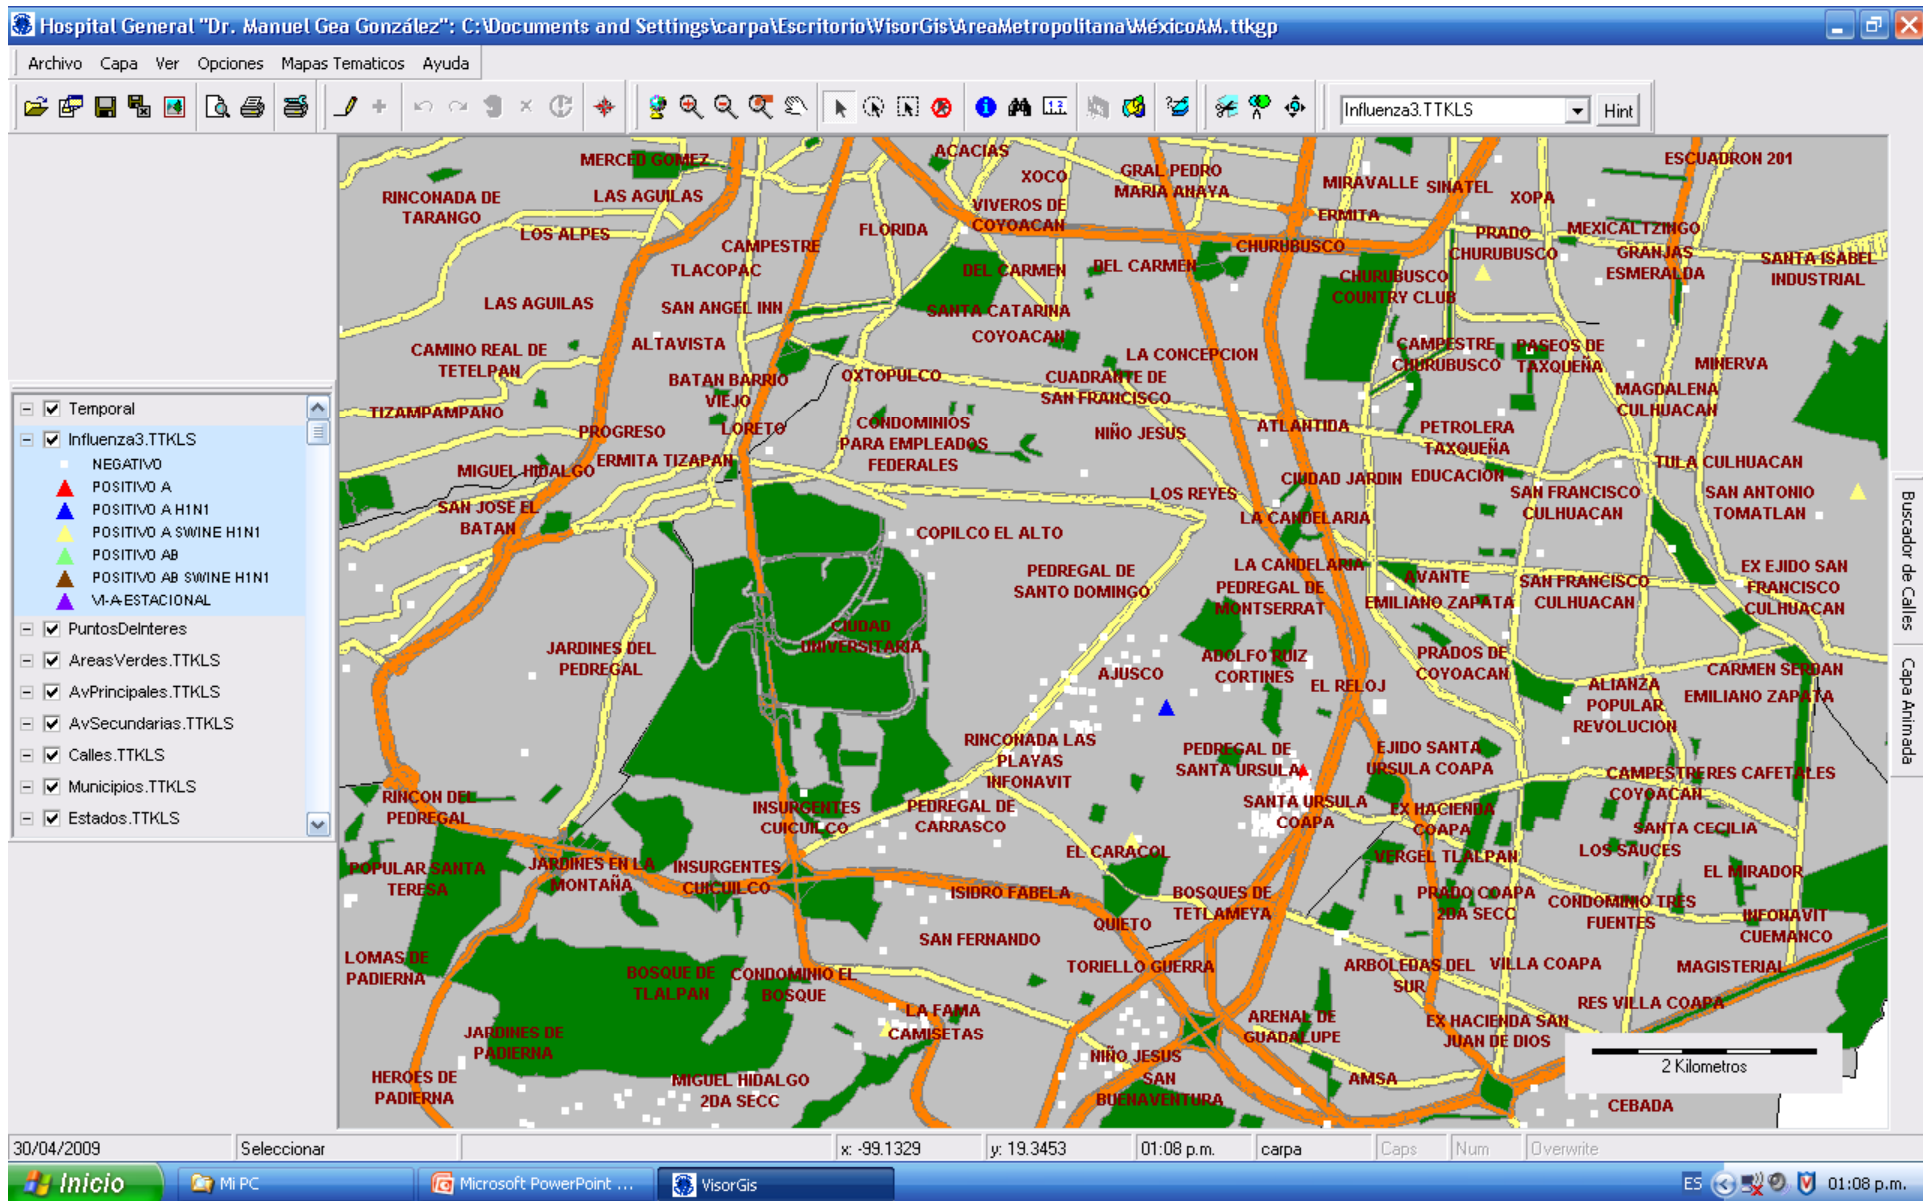 Hospital General "Dr. Manuel Gea González": C:\Documents and Settings\carpa\Escritorio\VisorGis\AreaMetropolitana\MéxicoAM.ttkgp
Archivo Capa Ver Opciones Mapas Tematicos Ayuda
Influenza3.TTKLS Hint
Temporal
Influenza3.TTKLS
NEGATIVO
POSITIVO A
POSITIVO A H1N1
POSITIVO A SWINE H1N1
POSITIVO AB
POSITIVO AB SWINE H1N1
VI-A-ESTACIONAL
PuntosDeInteres
AreasVerdes.TTKLS
AvPrincipales.TTKLS
AvSecundarias.TTKLS
Calles.TTKLS
Municipios.TTKLS
Estados.TTKLS
MERCED GOMEZ
ACACIAS
ESCUADRON 201
RINCONADA DE
TARANGO
LAS AGUILAS
XOCO
GRAL PEDRO
MARIA ANAYA
MIRAVALLE
SINATEL
XOPA
VIVEROS DE
COYOACAN
ERMITA
LOS ALPES
FLORIDA
CAMPESTRE
CHURUBUSCO
PRADO
CHURUBUSCO
MEXICALTZINGO
GRANJAS
ESMERALDA
SANTA ISABEL
INDUSTRIAL
TLACOPAC
DEL CARMEN
DEL CARMEN
CHURUBUSCO
COUNTRY CLUB
LAS AGUILAS
SAN ANGEL INN
SANTA CATARINA
COYOACAN
CAMINO REAL DE
TETELPAN
ALTAVISTA
LA CONCEPCION
CAMPESTRE
CHURUBUSCO
PASEOS DE
TAXQUEÑA
MINERVA
BATAN BARRIO
VIEJO
OXTOPULCO
CUADRANTE DE
SAN FRANCISCO
MAGDALENA
CULHUACAN
TIZAMPAMPANO
PROGRESO
LORETO
CONDOMINIOS
PARA EMPLEADOS
FEDERALES
NIÑO JESUS
ATLANTIDA
PETROLERA
TAXQUEÑA
MIGUEL HIDALGO
ERMITA TIZAPAN
TULA CULHUACAN
CIUDAD JARDIN
EDUCACION
SAN JOSE EL
BATAN
LOS REYES
SAN FRANCISCO
CULHUACAN
SAN ANTONIO
TOMATLAN
COPILCO EL ALTO
LA CANDELARIA
PEDREGAL DE
SANTO DOMINGO
LA CANDELARIA
PEDREGAL DE
MONTSERRAT
AVANTE
EMILIANO ZAPATA
SAN FRANCISCO
CULHUACAN
EX EJIDO SAN
FRANCISCO
CULHUACAN
CIUDAD
UNIVERSITARIA
JARDINES DEL
PEDREGAL
AJUSCO
ADOLFO RUIZ
CORTINES
PRADOS DE
COYOACAN
CARMEN SERDAN
EL RELOJ
ALIANZA
POPULAR
REVOLUCION
EMILIANO ZAPATA
RINCONADA LAS
PLAYAS
INFONAVIT
PEDREGAL DE
SANTA URSULA
EJIDO SANTA
URSULA COAPA
CAMPESTRERES CAFETALES
COYOACAN
RINCON DEL
PEDREGAL
INSURGENTES
CUICUILCO
PEDREGAL DE
CARRASCO
SANTA URSULA
COAPA
EX HACIENDA
COAPA
SANTA CECILIA
EL CARACOL
VERGEL TLALPAN
LOS SAUCES
POPULAR SANTA
TERESA
JARDINES EN LA
MONTAÑA
INSURGENTES
CUICUILCO
EL MIRADOR
ISIDRO FABELA
BOSQUES DE
TETLAMEYA
PRADO COAPA
2DA SECC
CONDOMINIO TRES
FUENTES
INFONAVIT
CUEMANCO
QUIETO
SAN FERNANDO
LOMAS DE
PADIERNA
BOSQUE DE
TLALPAN
CONDOMINIO EL
BOSQUE
TORIELLO GUERRA
ARBOLEDAS DEL
SUR
VILLA COAPA
MAGISTERIAL
RES VILLA COAPA
LA FAMA
CAMISETAS
JARDINES DE
PADIERNA
ARENAL DE
GUADALUPE
EX HACIENDA SAN
JUAN DE DIOS
NIÑO JESUS
SAN
BUENAVENTURA
HEROES DE
PADIERNA
MIGUEL HIDALGO
2DA SECC
AMSA
CEBADA
2 Kilometros
Buscador de Calles
Capa Animada
30/04/2009 Seleccionar x: -99.1329 y: 19.3453 01:08 p.m. carpa Caps Num Overwrite
Inicio Mi PC Microsoft PowerPoint ... VisorGis ES 01:08 p.m.